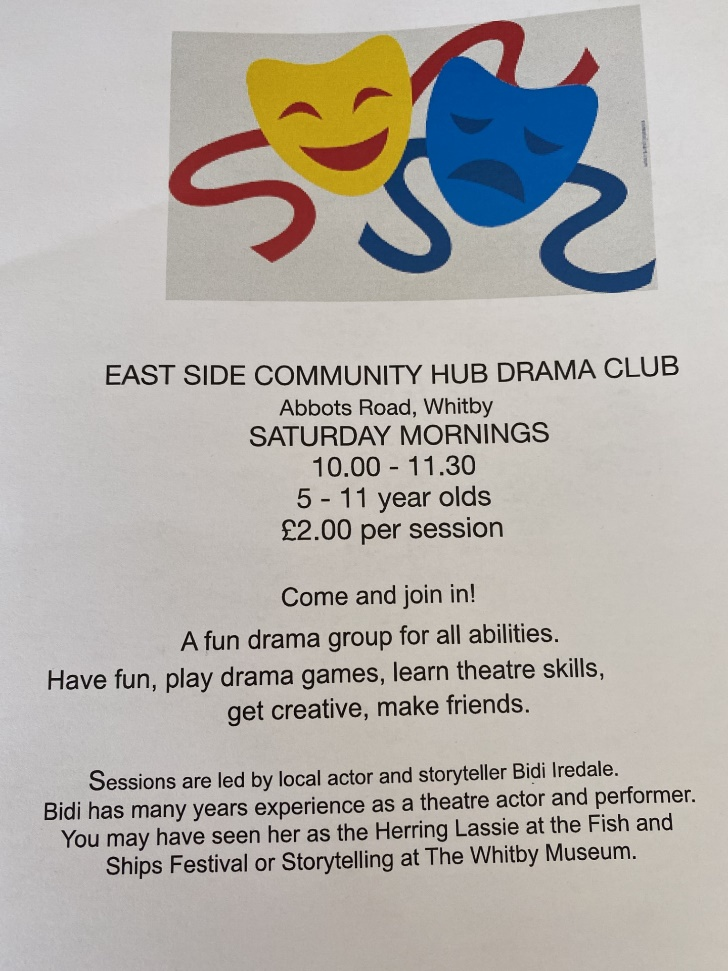 EAST SIDE COMMUNITY HUB DRAMA CLUB
Abbots Road, Whitby
SATURDAY MORNINGS
10.00 - 11.30
5 - 11 year olds
£2.00 per session
Come and join in!
A fun drama group for all abilities.
Have fun, play drama games, learn theatre skills,
get creative, make friends.
Sessions are led by local actor and storyteller Bidi Iredale.
Bidi has many years experience as a theatre actor and performer.
You may have seen her as the Herring Lassie at the Fish and
Ships Festival or Storytelling at The Whitby Museum.